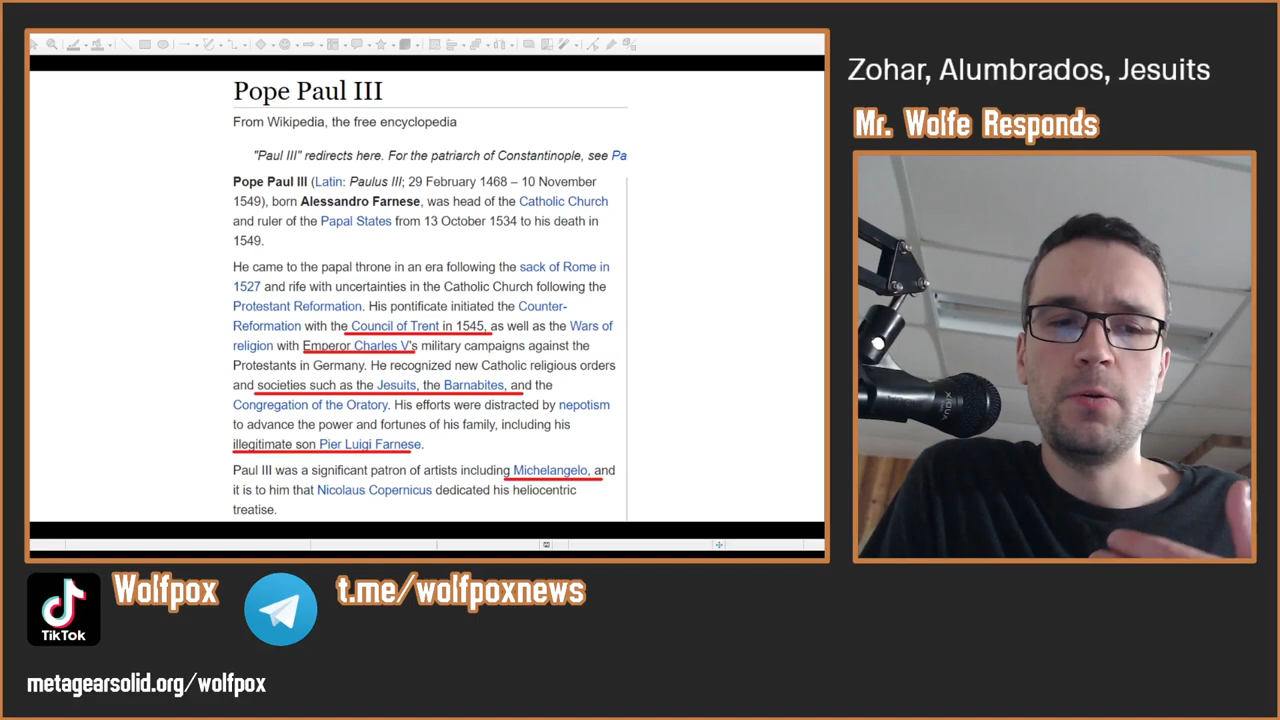 Pope Paul III
From Wikipedia, the free encyclopedia
"Paul III" redirects here. For the patriarch of Constantinople, see Pa
Pope Paul III (Latin: Paulus III; 29 February 1468 – 10 November
1549), born Alessandro Farnese, was head of the Catholic Church
and ruler of the Papal States from 13 October 1534 to his death in
1549.
He came to the papal throne in an era following the sack of Rome in
1527 and rife with uncertainties in the Catholic Church following the
Protestant Reformation. His pontificate initiated the Counter-
Reformation with the Council of Trent in 1545, as well as the Wars of
religion with Emperor Charles V's military campaigns against the
Protestants in Germany. He recognized new Catholic religious orders
and societies such as the Jesuits, the Barnabites, and the
Congregation of the Oratory. His efforts were distracted by nepotism
to advance the power and fortunes of his family, including his
illegitimate son Pier Luigi Farnese.
Paul III was a significant patron of artists including Michelangelo, and
it is to him that Nicolaus Copernicus dedicated his heliocentric
treatise.
Zohar, Alumbrados, Jesuits
Mr. Wolfe Responds
TikTok
Wolfpox
t.me/wolfpoxnews
metagearsolid.org/wolfpox